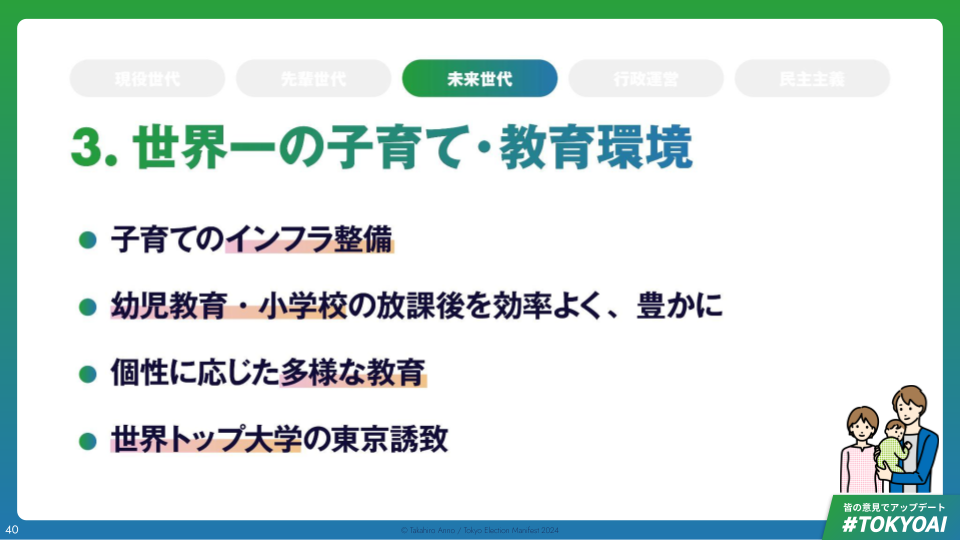 現役世代 先輩世代 未来世代 行政運営 民主主義
3. 世界一の子育て・教育環境
● 子育てのインフラ整備
● 幼児教育・小学校の放課後を効率よく、豊かに
● 個性に応じた多様な教育
● 世界トップ大学の東京誘致
皆の意見でアップデート
#TOKYOAI
40
© Takahiro Anno / Tokyo Election Manifest 2024